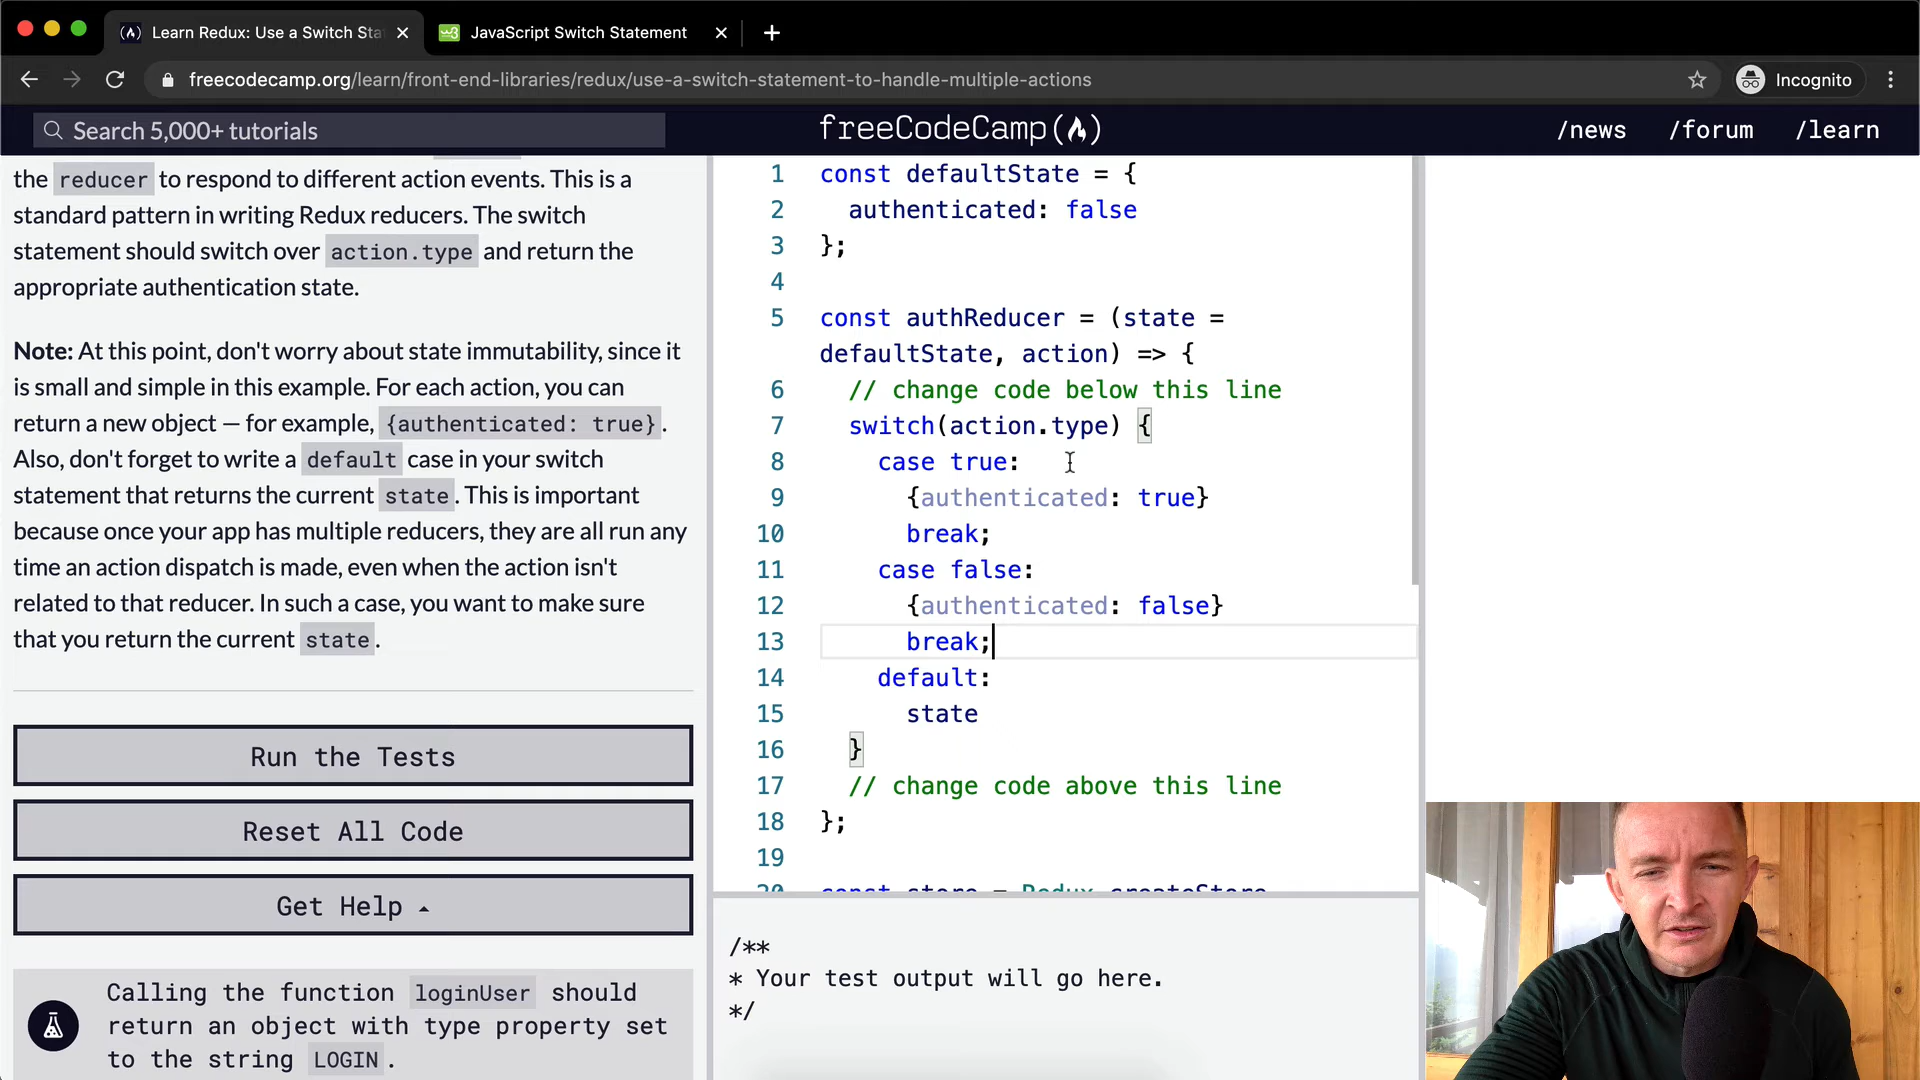 Learn Redux: Use a Switch Sta
JavaScript Switch Statement
freecodecamp.org/learn/front-end-libraries/redux/use-a-switch-statement-to-handle-multiple-actions
Incognito
Search 5,000+ tutorials
freeCodeCamp
/news
/forum
/learn
the reducer to respond to different action events. This is a
standard pattern in writing Redux reducers. The switch
statement should switch over action.type and return the
appropriate authentication state.
Note: At this point, don't worry about state immutability, since it
is small and simple in this example. For each action, you can
return a new object — for example, {authenticated: true}.
Also, don't forget to write a default case in your switch
statement that returns the current state. This is important
because once your app has multiple reducers, they are all run any
time an action dispatch is made, even when the action isn't
related to that reducer. In such a case, you want to make sure
that you return the current state.
Run the Tests
Reset All Code
Get Help
Calling the function loginUser should
return an object with type property set
to the string LOGIN.
1 const defaultState = {
2 authenticated: false
3 };
4
5 const authReducer = (state =
defaultState, action) => {
6 // change code below this line
7 switch(action.type) {
8 case true:
9 {authenticated: true}
10 break;
11 case false:
12 {authenticated: false}
13 break;
14 default:
15 state
16 }
17 // change code above this line
18 };
19
20 const store = Redux.createStore
/**
* Your test output will go here.
*/